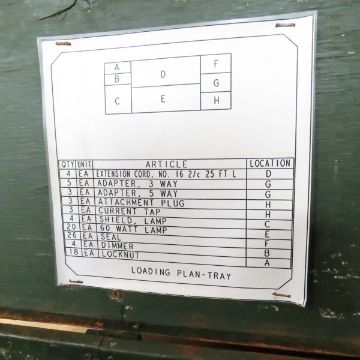 A
B
C
D
E
F
G
H
QTY UNIT ARTICLE LOCATION
4 EA EXTENSION CORD, NO. 16 2/c 25 FT L D
5 EA ADAPTER, 3 WAY G
3 EA ADAPTER, 5 WAY G
3 EA ATTACHMENT PLUG H
3 EA CURRENT TAP H
4 EA SHIELD, LAMP C
20 EA 60 WATT LAMP E
26 EA SEAL F
4 EA DIMMER B
18 EA LOCKNUT A
LOADING PLAN-TRAY